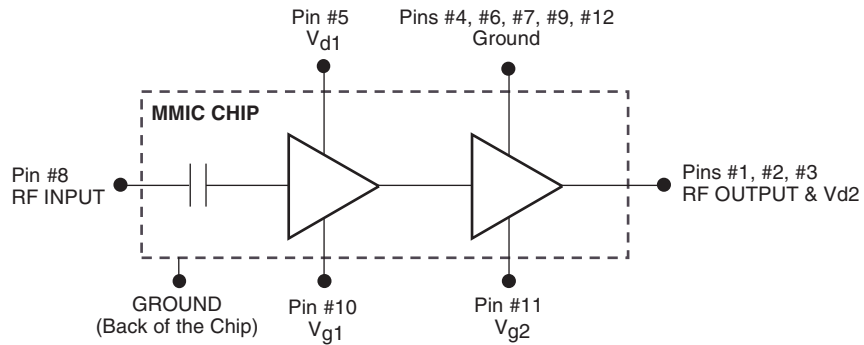 Pin #5
Vd1
Pins #4, #6, #7, #9, #12
Ground
MMIC CHIP
Pin #8
RF INPUT
Pins #1, #2, #3
RF OUTPUT & Vd2
GROUND
(Back of the Chip)
Pin #10
Vg1
Pin #11
Vg2